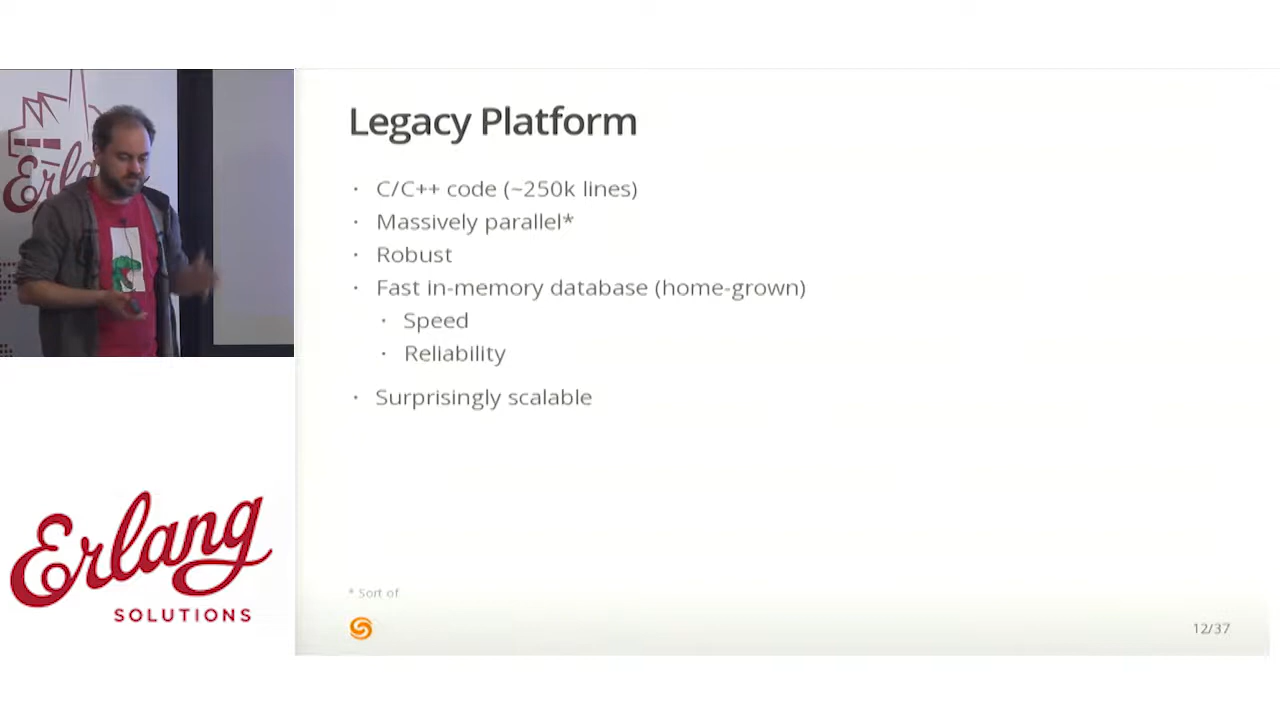 Legacy Platform
· C/C++ code (~250k lines)
· Massively parallel*
· Robust
· Fast in-memory database (home-grown)
· Speed
· Reliability
· Surprisingly scalable
* Sort of
12/37
Erlang
SOLUTIONS
Erla